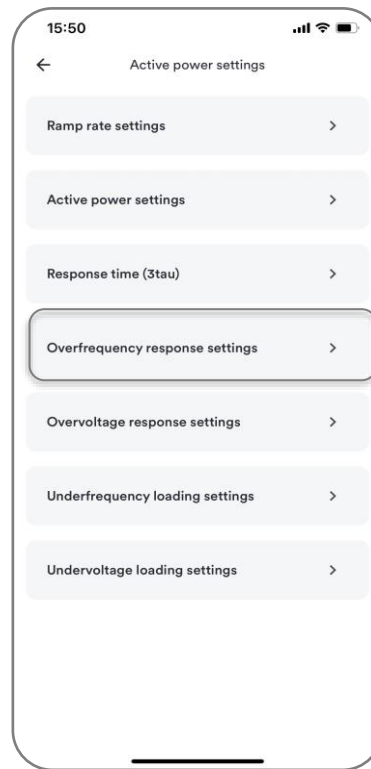 15:50
Active power settings
Ramp rate settings
Active power settings
Response time (3tau)
Overfrequency response settings
Overvoltage response settings
Underfrequency loading settings
Undervoltage loading settings